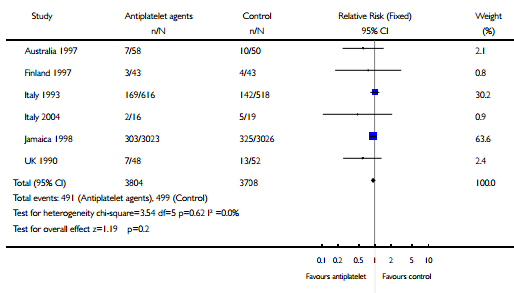 Study Antiplatelet agents Control Relative Risk (Fixed) Weight
n/N n/N 95% CI (%)
Australia 1997 7/58 10/50 2.1
Finland 1997 3/43 4/43 0.8
Italy 1993 169/616 142/518 30.2
Italy 2004 2/16 5/19 0.9
Jamaica 1998 303/3023 325/3026 63.6
UK 1990 7/48 13/52 2.4
Total (95% CI) 3804 3708 100.0
Total events: 491 (Antiplatelet agents), 499 (Control)
Test for heterogeneity chi-square=3.54 df=5 p=0.62 I² =0.0%
Test for overall effect z=1.19 p=0.2
0.1 0.2 0.5 1 2 5 10
Favours antiplatelet Favours control